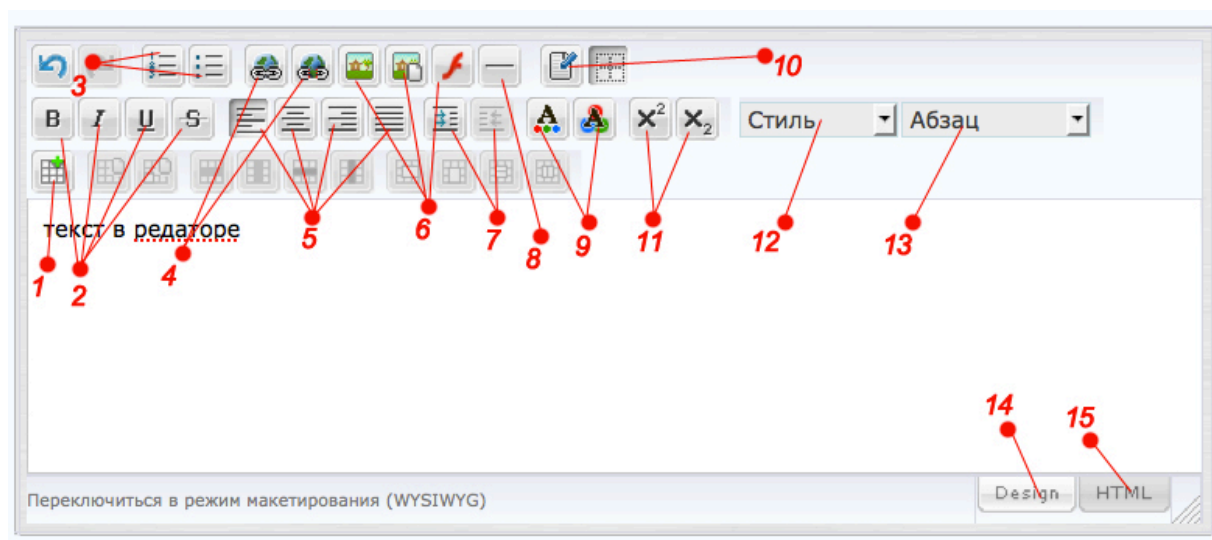 3
10
B I U S A A X² X₂ Стиль Абзац
текст в редаторе
1 2 4 5 6 7 8 9 11 12 13
14 15
Переключиться в режим макетирования (WYSIWYG) Design HTML